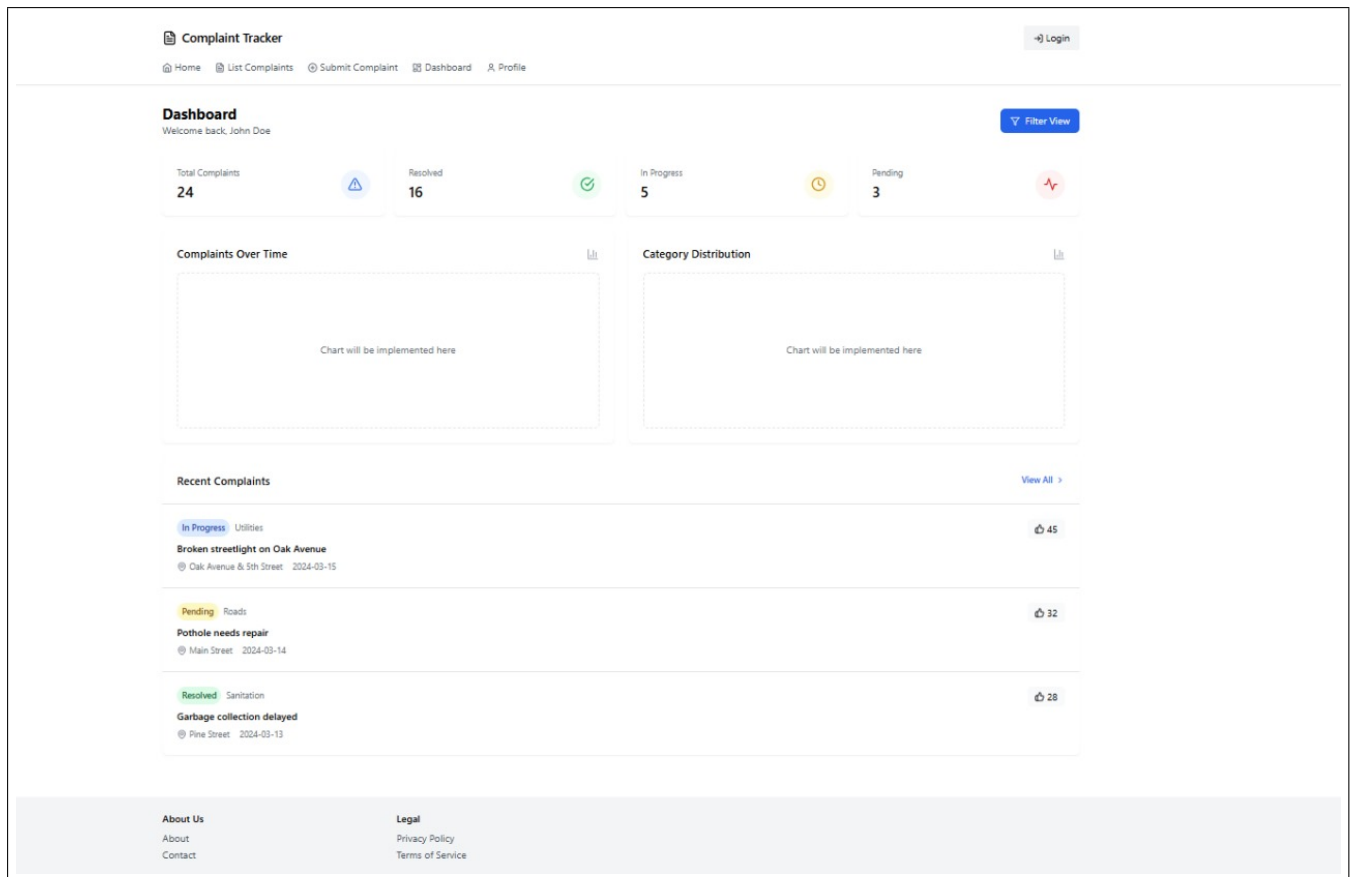 Complaint Tracker
Login
Home List Complaints Submit Complaint Dashboard Profile
Dashboard
Welcome back, John Doe
Filter View
Total Complaints
24
Resolved
16
In Progress
5
Pending
3
Complaints Over Time
Chart will be implemented here
Category Distribution
Chart will be implemented here
Recent Complaints
View All >
In Progress Utilities
Broken streetlight on Oak Avenue
Oak Avenue & 5th Street 2024-03-15
45
Pending Roads
Pothole needs repair
Main Street 2024-03-14
32
Resolved Sanitation
Garbage collection delayed
Pine Street 2024-03-13
28
About Us
About
Contact
Legal
Privacy Policy
Terms of Service